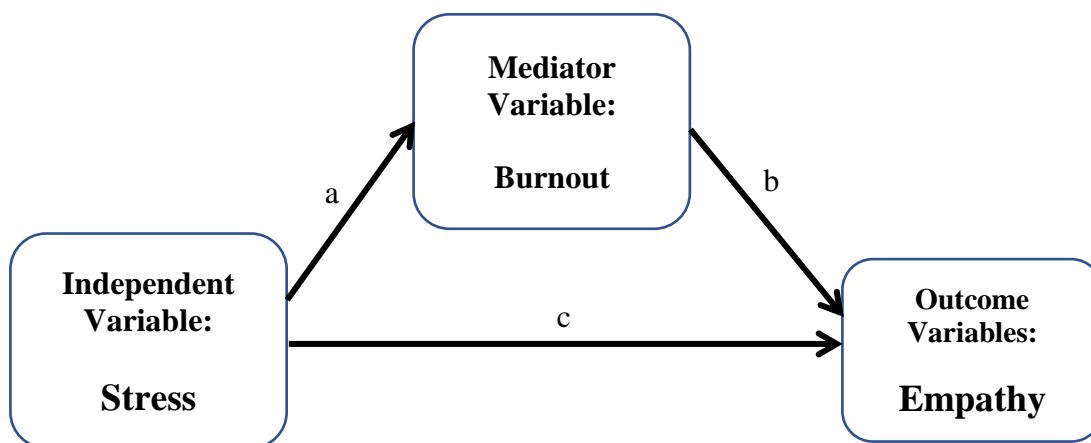 Mediator
Variable:
Burnout
a
b
Independent
Variable:
Stress
c
Outcome
Variables:
Empathy